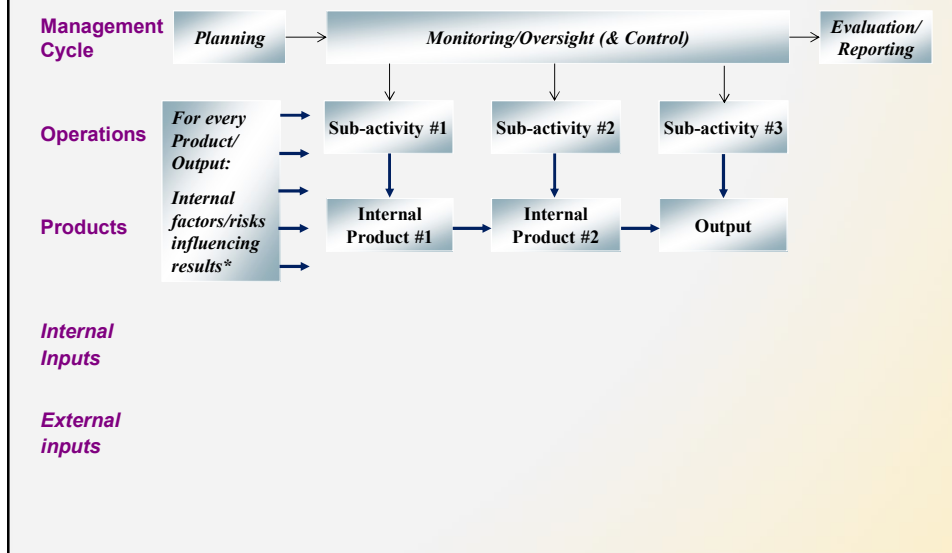 Management
Cycle
Planning
Monitoring/Oversight (& Control)
Evaluation/
Reporting
Operations
For every
Product/
Output:
Internal
factors/risks
influencing
results*
Sub-activity #1
Sub-activity #2
Sub-activity #3
Products
Internal
Product #1
Internal
Product #2
Output
Internal
Inputs
External
inputs